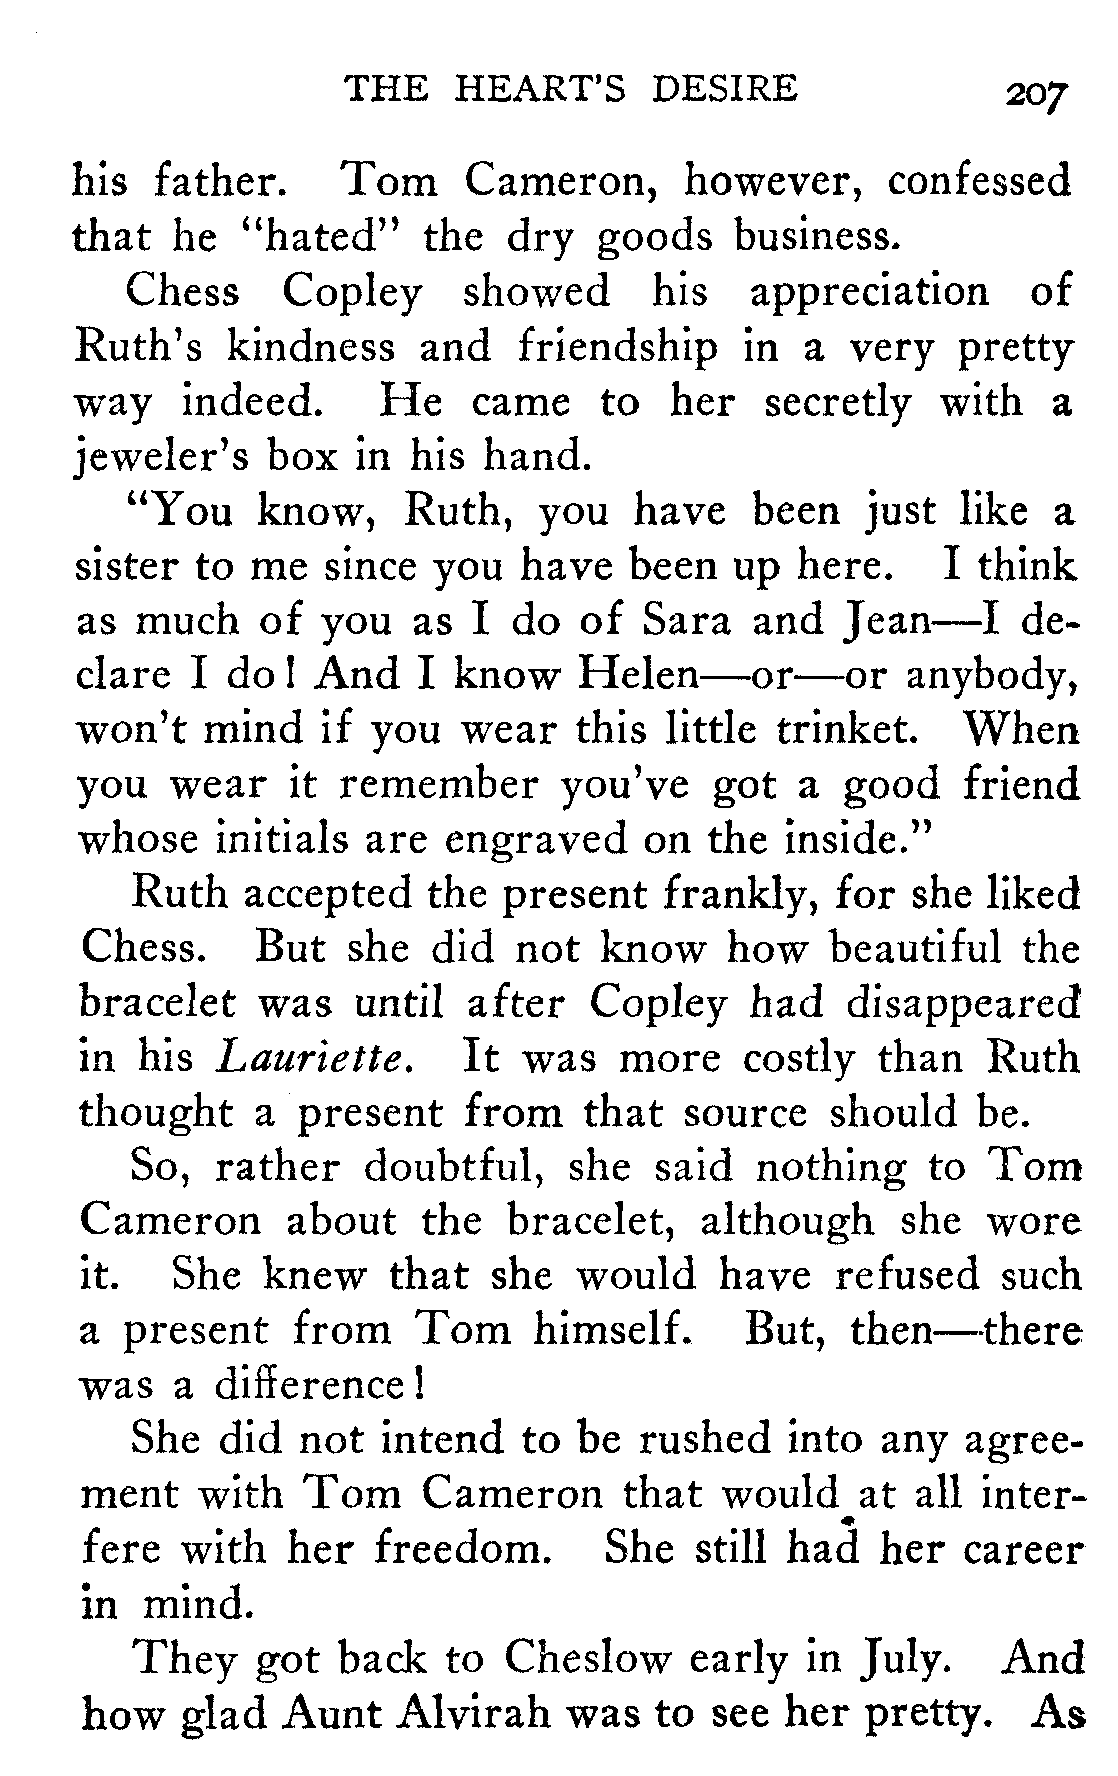 THE HEART'S DESIRE 207
his father. Tom Cameron, however, confessed
that he "hated" the dry goods business.
Chess Copley showed his appreciation of
Ruth's kindness and friendship in a very pretty
way indeed. He came to her secretly with a
jeweler's box in his hand.
"You know, Ruth, you have been just like a
sister to me since you have been up here. I think
as much of you as I do of Sara and Jean—I de-
clare I do! And I know Helen—or—or anybody,
won't mind if you wear this little trinket. When
you wear it remember you've got a good friend
whose initials are engraved on the inside."
Ruth accepted the present frankly, for she liked
Chess. But she did not know how beautiful the
bracelet was until after Copley had disappeared
in his Lauriette. It was more costly than Ruth
thought a present from that source should be.
So, rather doubtful, she said nothing to Tom
Cameron about the bracelet, although she wore
it. She knew that she would have refused such
a present from Tom himself. But, then—there
was a difference!
She did not intend to be rushed into any agree-
ment with Tom Cameron that would at all inter-
fere with her freedom. She still had her career
in mind.
They got back to Cheslow early in July. And
how glad Aunt Alvirah was to see her pretty. As